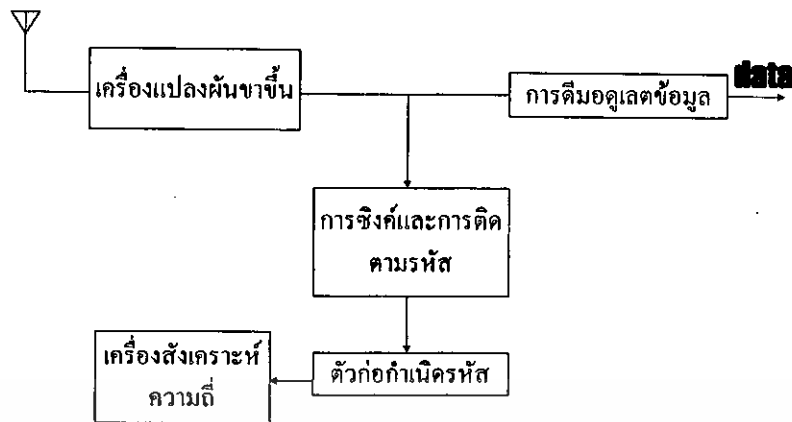 เครื่องแปลงผันขาขึ้น
การดีมอดูเลตข้อมูล
data
การซิงค์และการติด
ตามรหัส
เครื่องสังเคราะห์
ความถี่
ตัวก่อกำเนิดรหัส